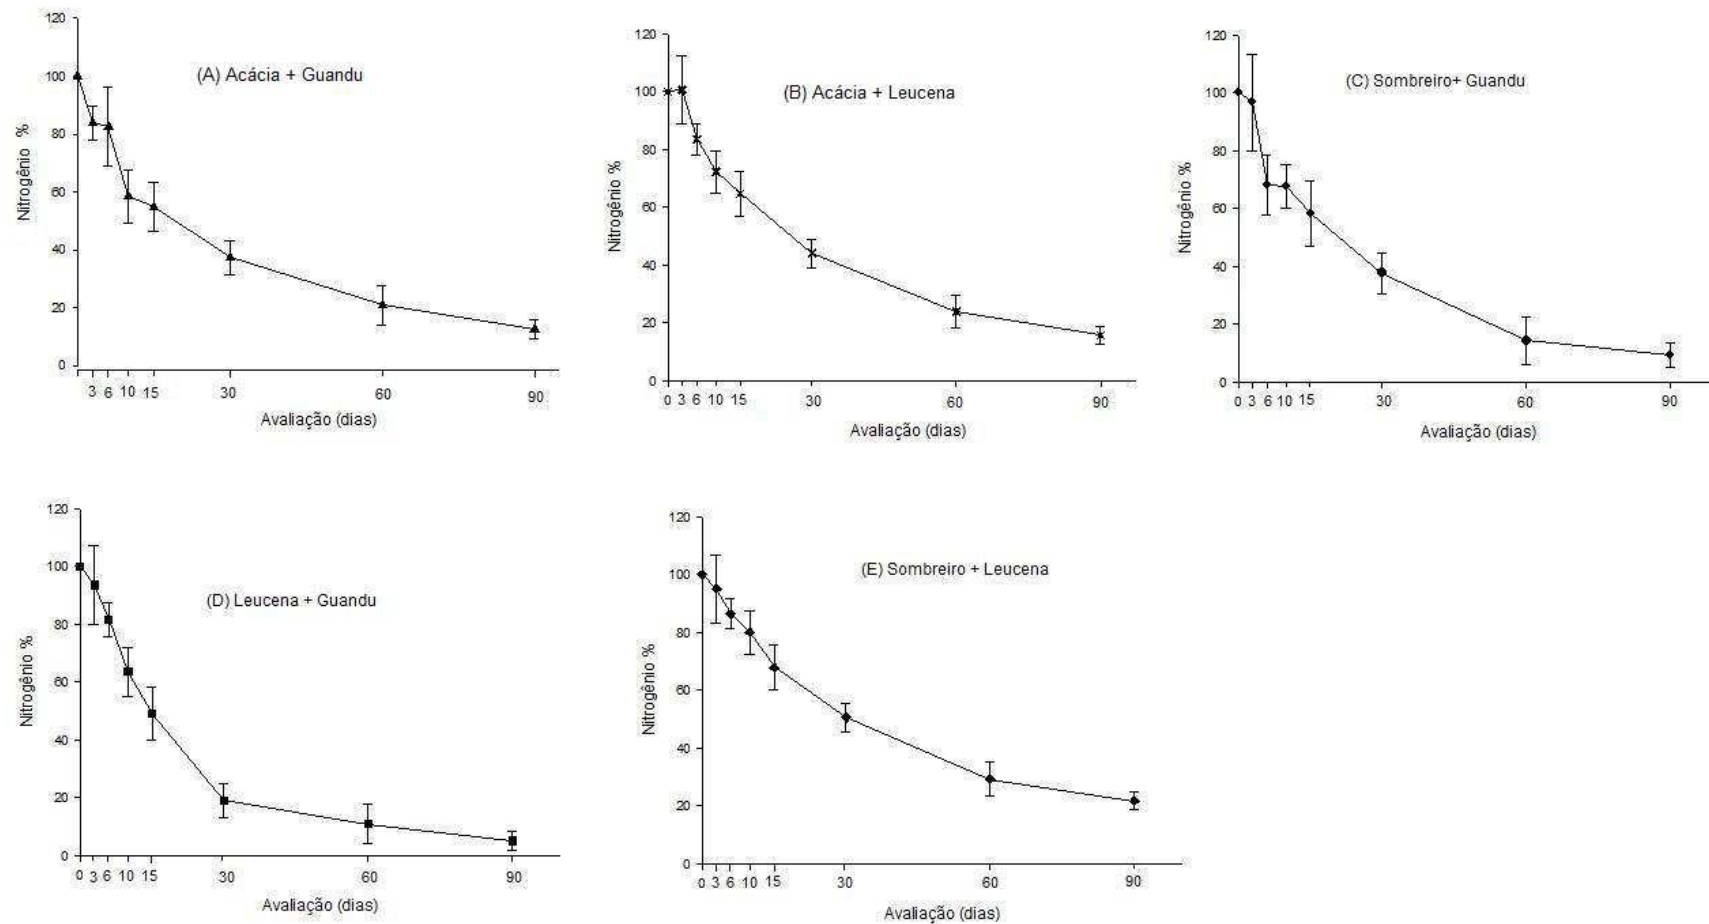 (A) Acácia + Guandu
Nitrogênio %
120
100
80
60
40
20
0
3 6 10 15 30 60 90
Avaliação (dias)
(B) Acácia + Leucena
Nitrogênio %
120
100
80
60
40
20
0
0 3 6 10 15 30 60 90
Avaliação (dias)
(C) Sombreiro+ Guandu
Nitrogênio %
120
100
80
60
40
20
0
0 3 6 10 15 30 60 90
Avaliação (dias)
(D) Leucena + Guandu
Nitrogênio %
120
100
80
60
40
20
0
0 3 6 10 15 30 60 90
Avaliação (dias)
(E) Sombreiro + Leucena
Nitrogênio %
120
100
80
60
40
20
0
0 3 6 10 15 30 60 90
Avaliação (dias)